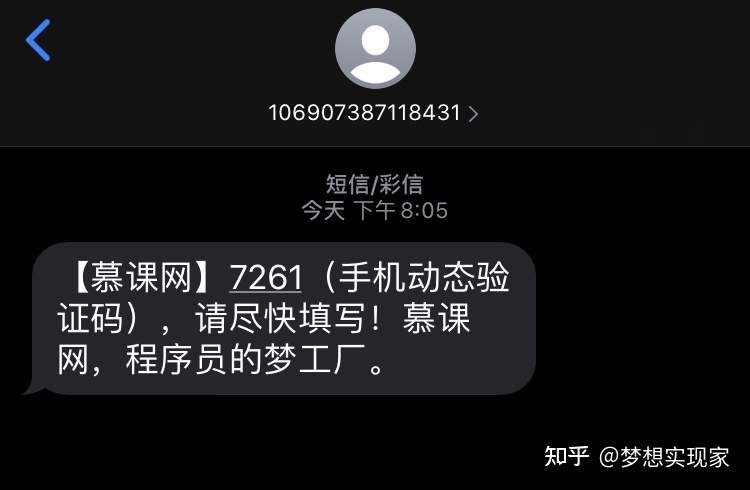 106907387118431
短信/彩信
今天 下午 8:05
【慕课网】7261（手机动态验
证码），请尽快填写！慕课
网，程序员的梦工厂。
知乎 @梦想实现家